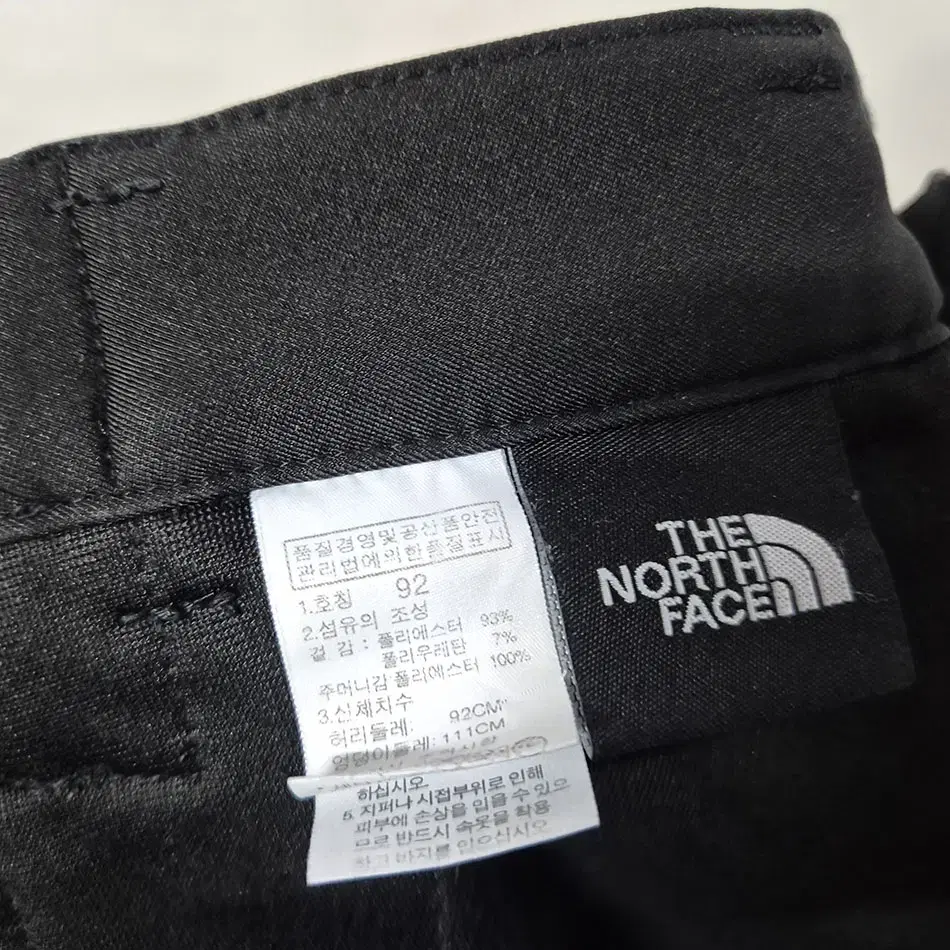 품질경영및공산품안전
관리법에의한품질표시
1.호칭 92
2.섬유의 조성
겉 감 : 폴리에스터 93%
폴리우레탄 7%
주머니감 폴리에스터 100%
3.신체치수
허리둘레: 92CM
엉덩이둘레: 111CM
하십시오
5. 지퍼나 시접부위로 인해
피부에 손상을 입을 수 있으
므로 반드시 속옷을 착용
하고 바지를 입으십시오
THE
NORTH
FACE